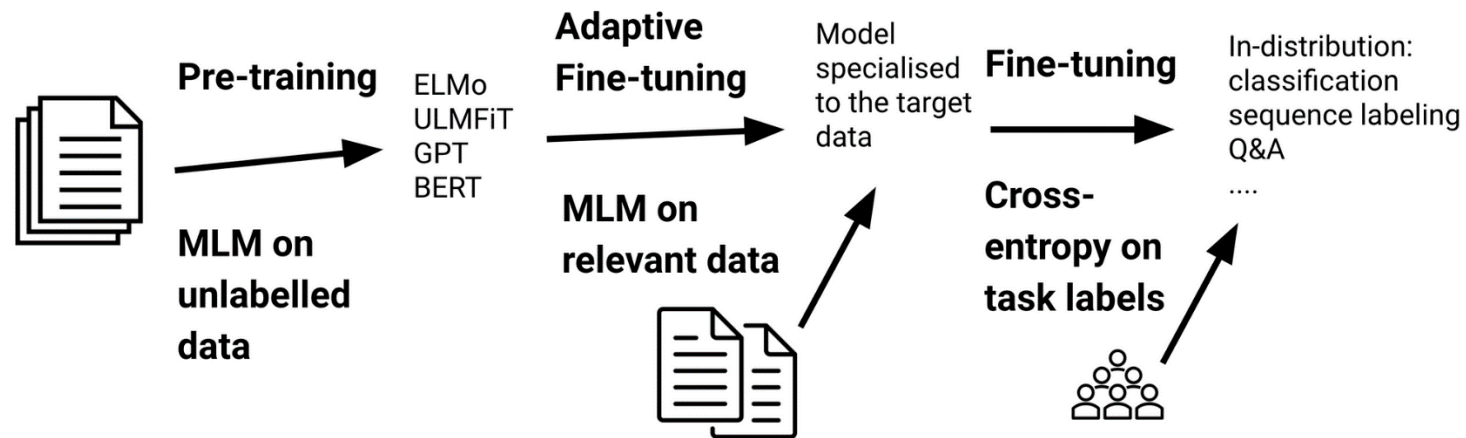 Pre-training
MLM on
unlabelled
data
ELMo
ULMFiT
GPT
BERT
Adaptive
Fine-tuning
MLM on
relevant data
Model
specialised
to the target
data
Fine-tuning
Cross-
entropy on
task labels
In-distribution:
classification
sequence labeling
Q&A
....